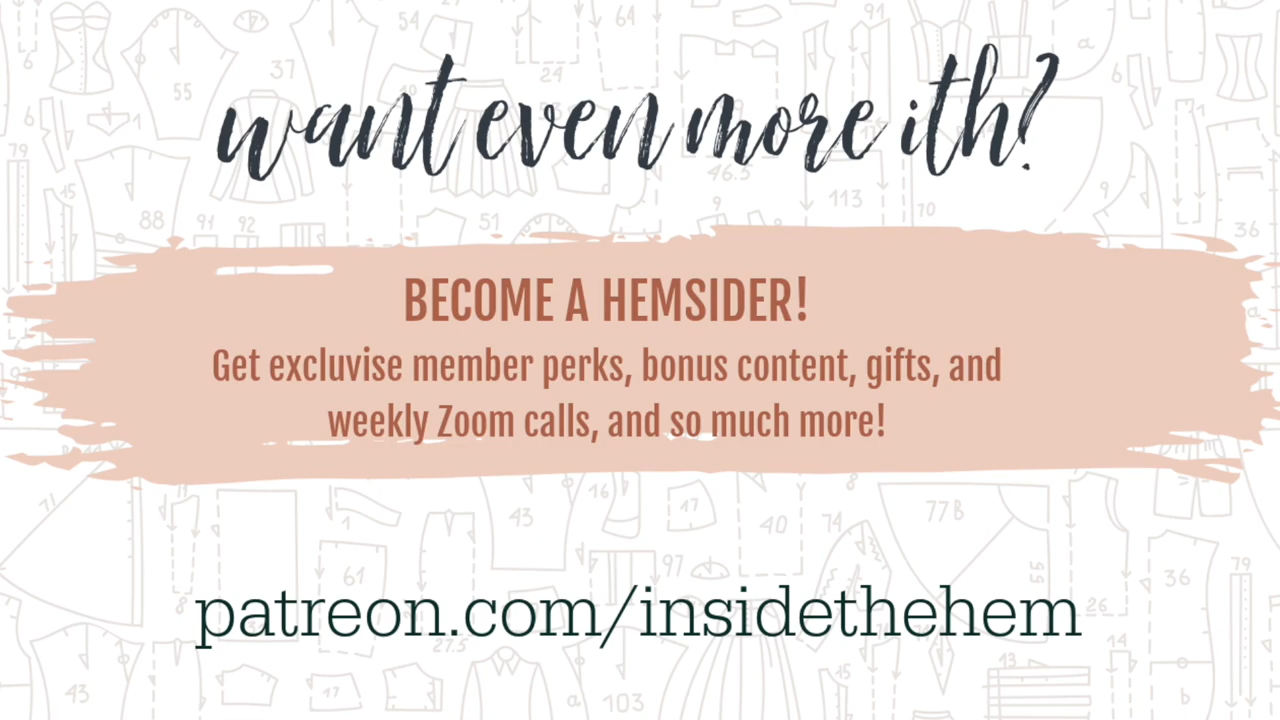 want even more ith?
BECOME A HEMSIDER!
Get excluvise member perks, bonus content, gifts, and
weekly Zoom calls, and so much more!
patreon.com/insidethehem